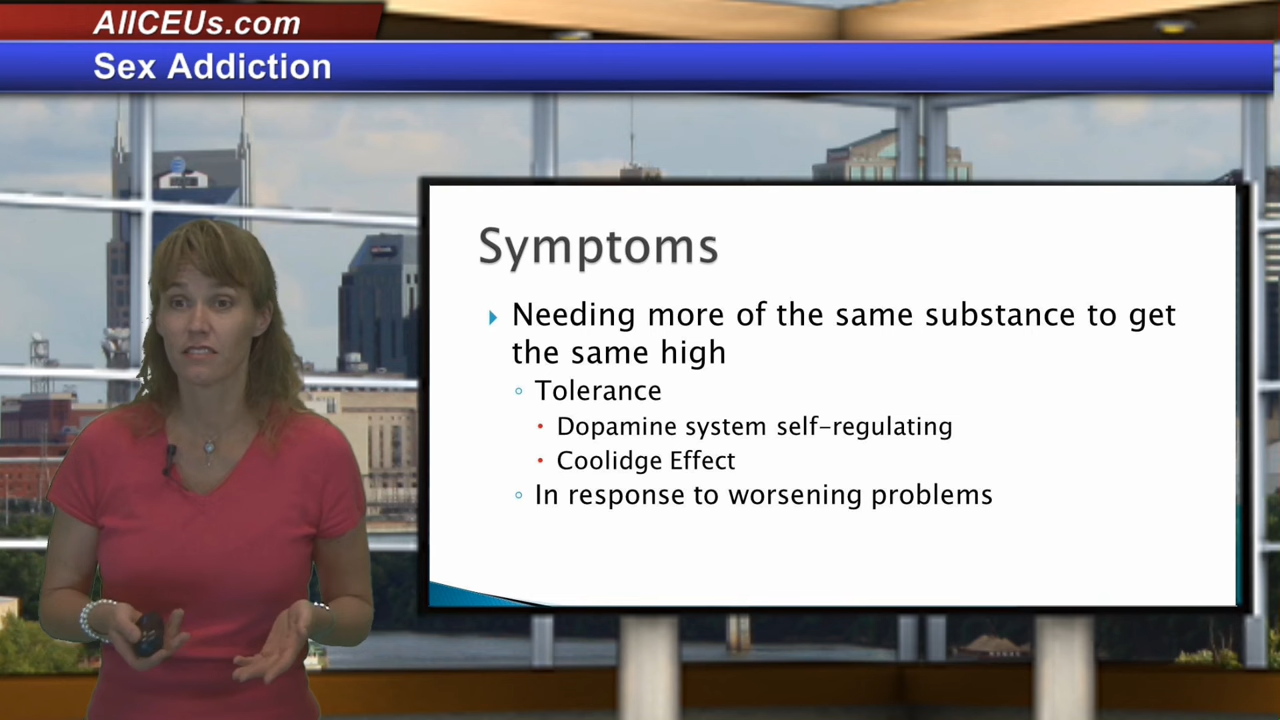 AllCEUs.com
Sex Addiction
Symptoms
Needing more of the same substance to get
the same high
Tolerance
Dopamine system self-regulating
Coolidge Effect
In response to worsening problems